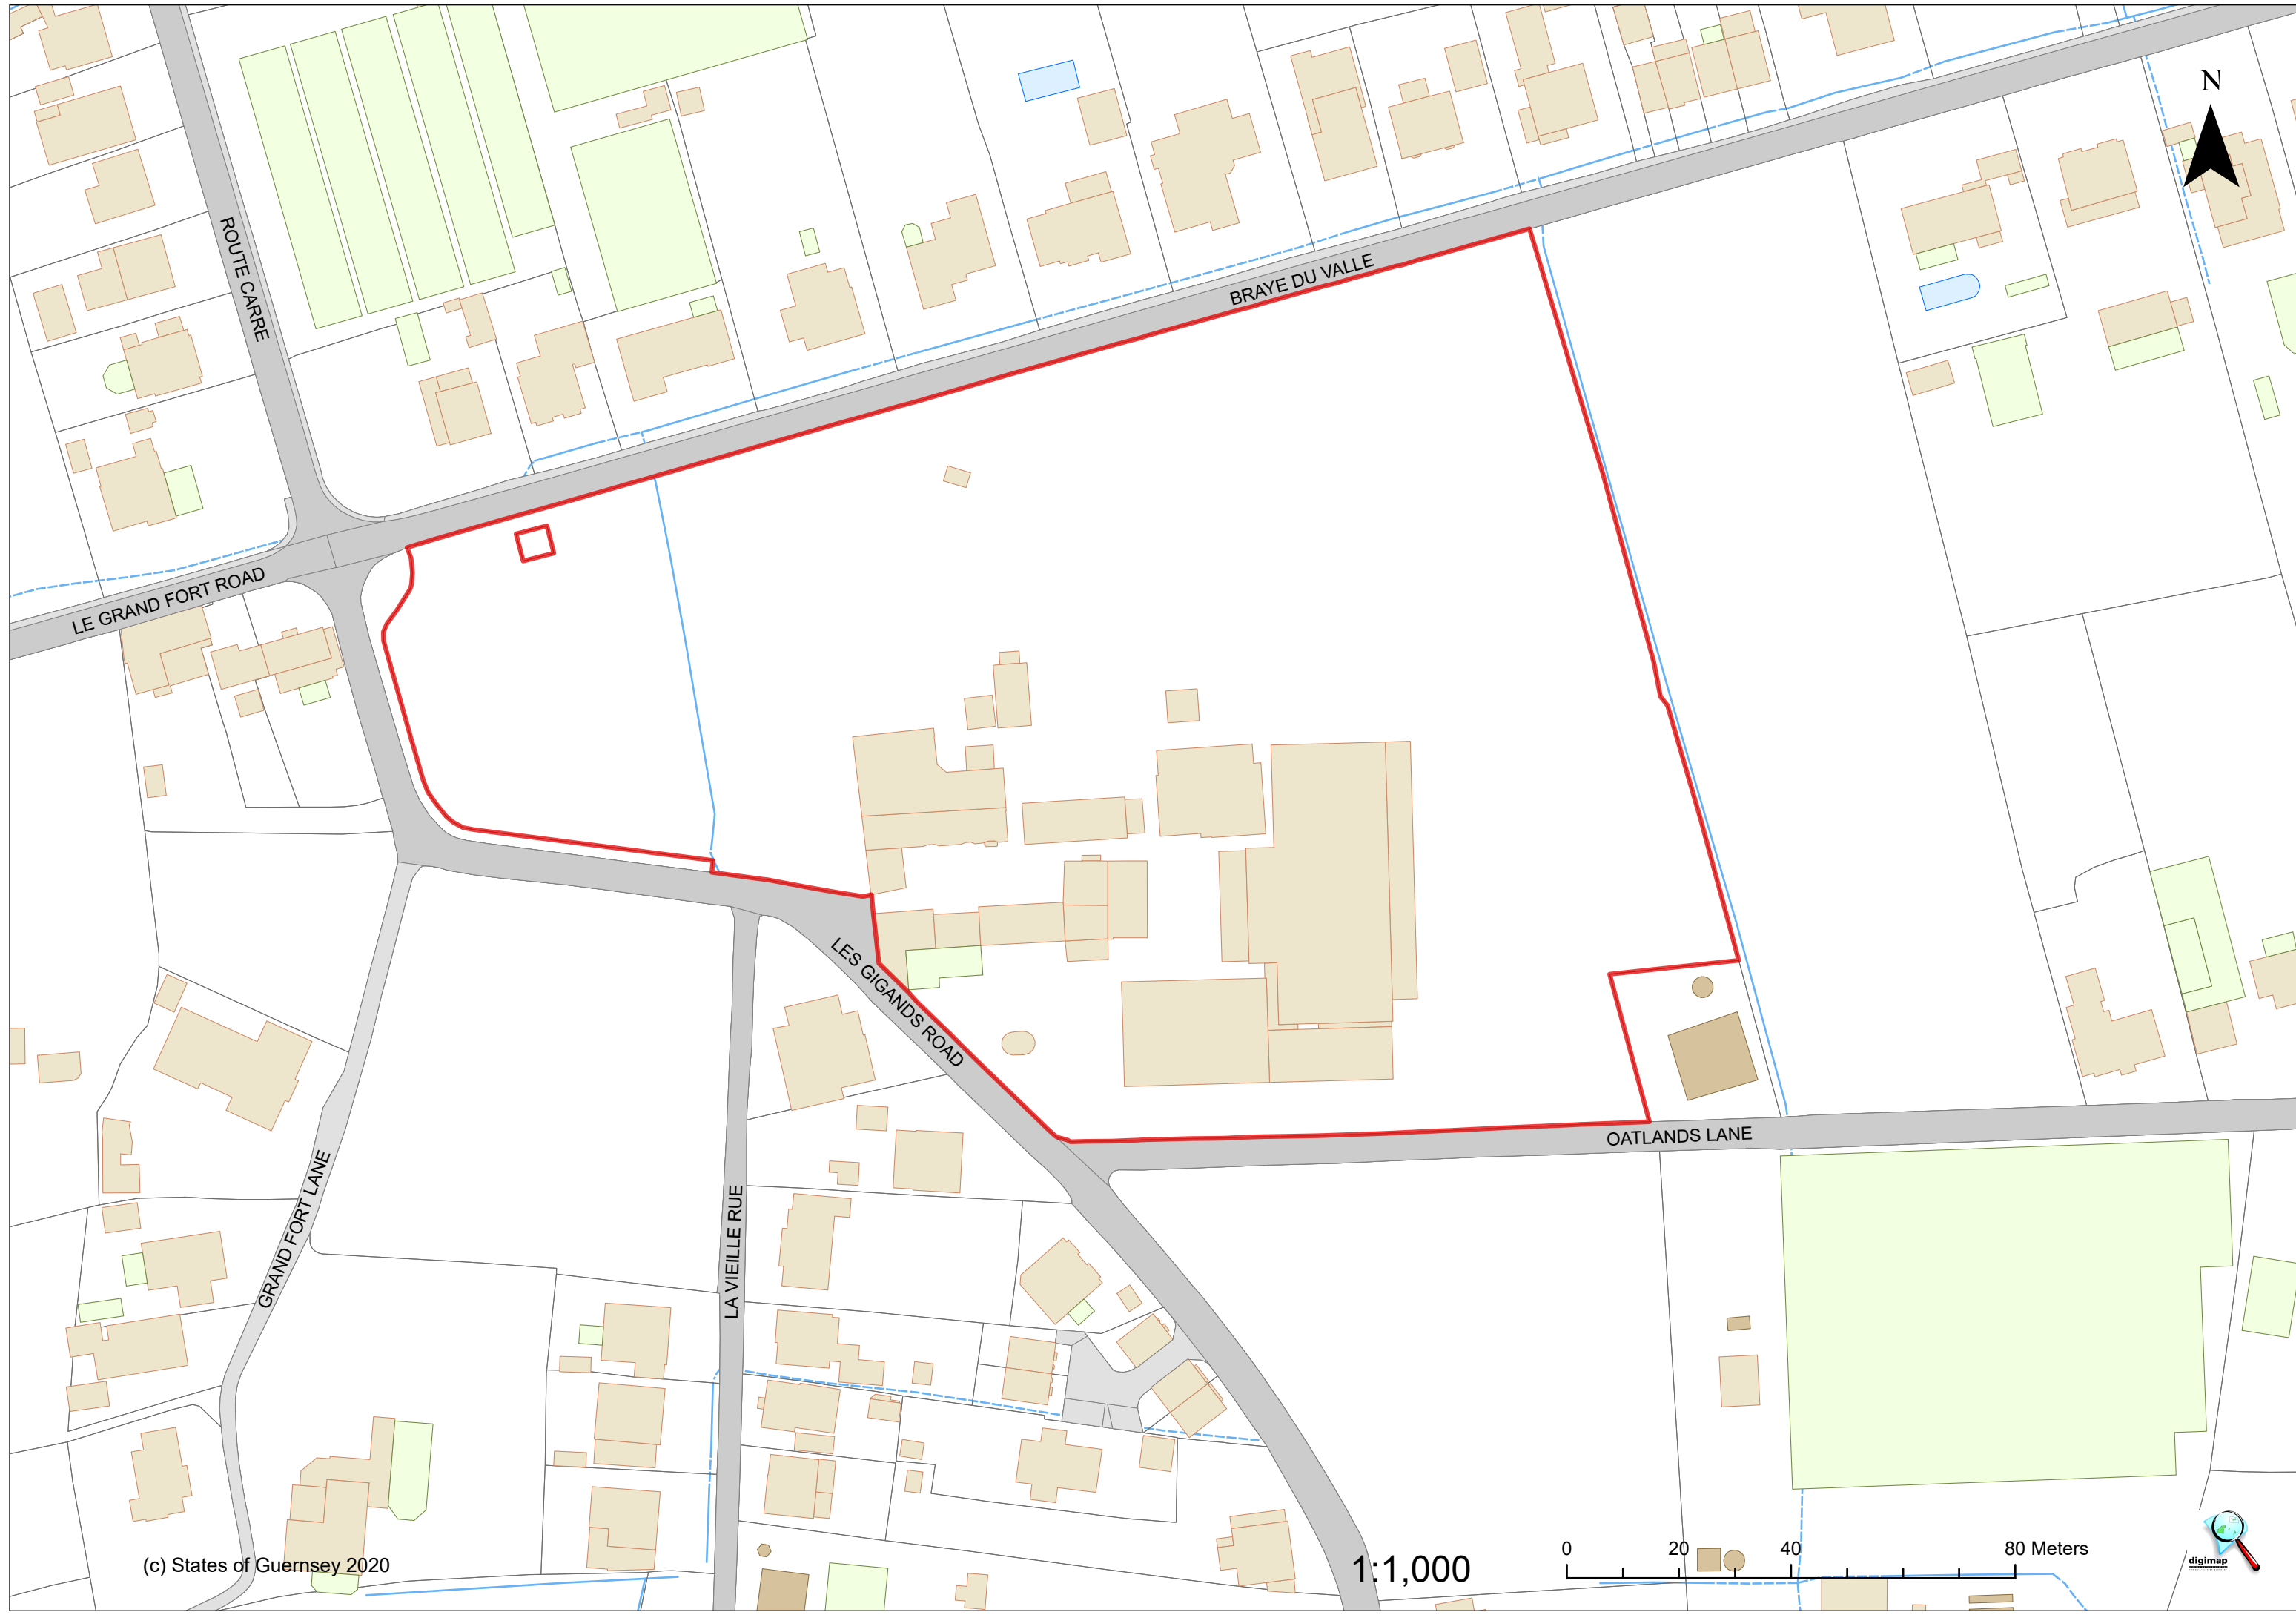 N
ROUTE CARRE
BRAYE DU VALLE
LE GRAND FORT ROAD
LES GIGANDS ROAD
OATLANDS LANE
GRAND FORT LANE
LA VIEILLE RUE
(c) States of Guernsey 2020
1:1,000
0 20 40 80 Meters
digimap